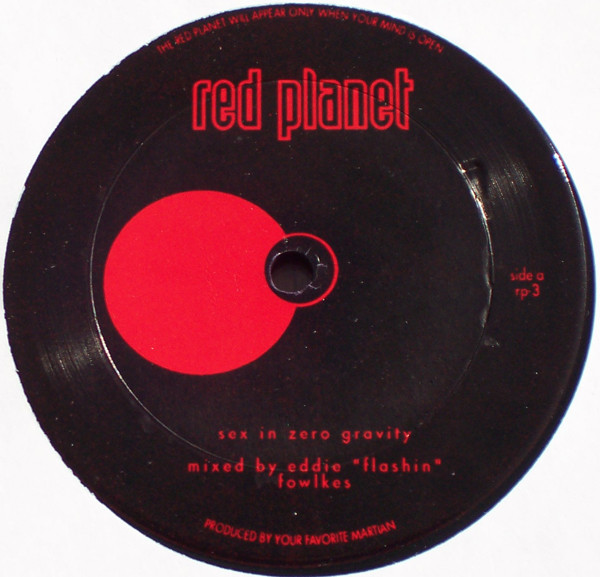 THE RED PLANET WILL APPEAR ONLY WHEN YOUR MIND IS OPEN
red planet
side a
rp-3
sex in zero gravity
mixed by eddie "flashin"
fowlkes
PRODUCED BY YOUR FAVORITE MARTIAN